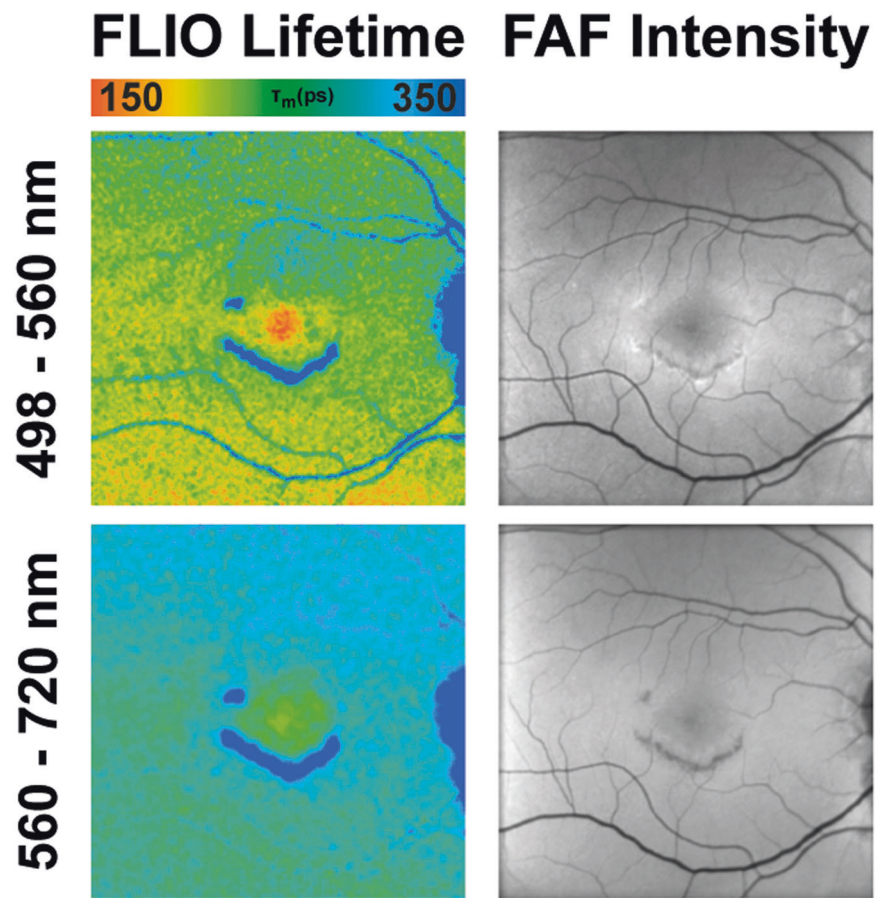 FLIO Lifetime FAF Intensity
150 τm(ps) 350
498 - 560 nm
560 - 720 nm